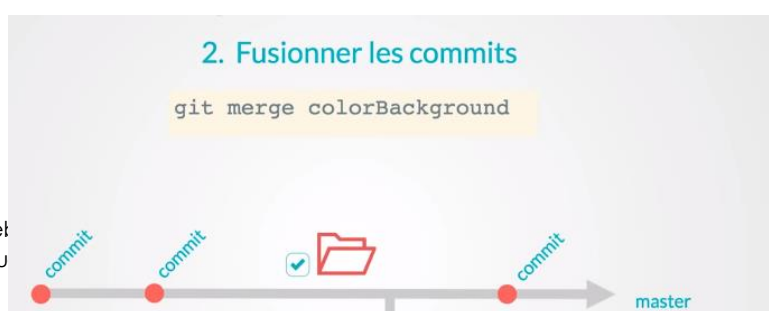 2. Fusionner les commits
git merge colorBackground
commit
commit
commit
master